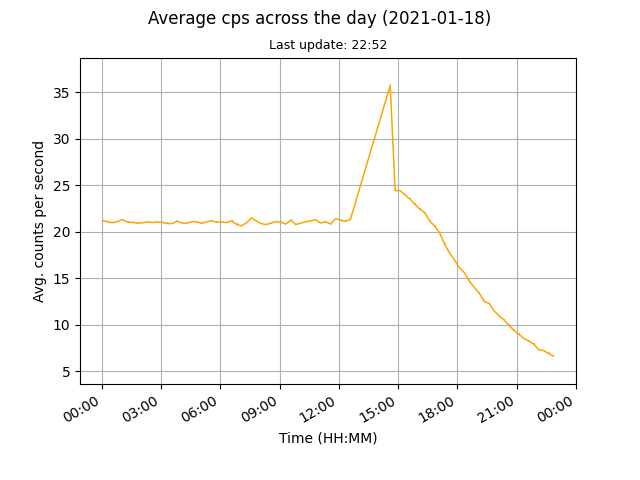 Average cps across the day (2021-01-18)
Last update: 22:52
Avg. counts per second
35
30
25
20
15
10
5
00:00 03:00 06:00 09:00 12:00 15:00 18:00 21:00 00:00
Time (HH:MM)